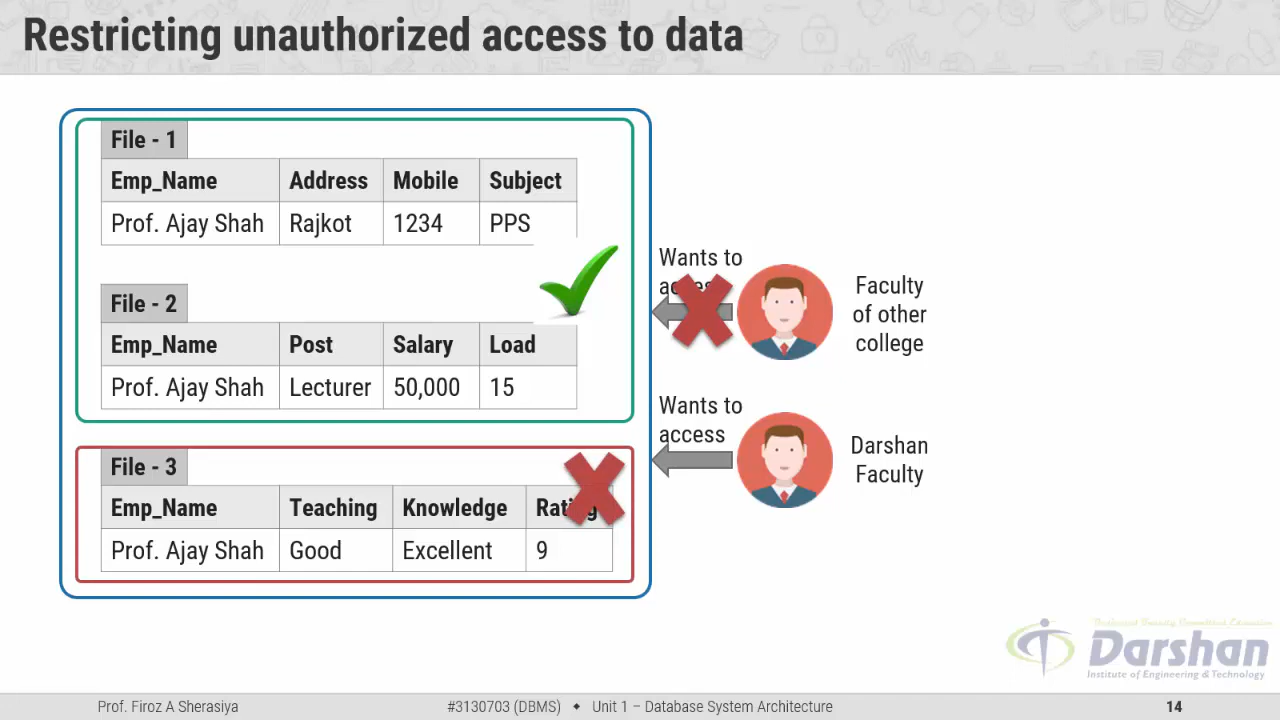 Restricting unauthorized access to data
File - 1
Emp_Name Address Mobile Subject
Prof. Ajay Shah Rajkot 1234 PPS
File - 2
Emp_Name Post Salary Load
Prof. Ajay Shah Lecturer 50,000 15
File - 3
Emp_Name Teaching Knowledge
Prof. Ajay Shah Good Excellent 9
Wants to
Faculty
of other
college
Wants to
access
Darshan
Faculty
Darshan
Institute of Engineering & Technology
Prof. Firoz A Sherasiya #3130703 (DBMS) ◆ Unit 1 – Database System Architecture 14